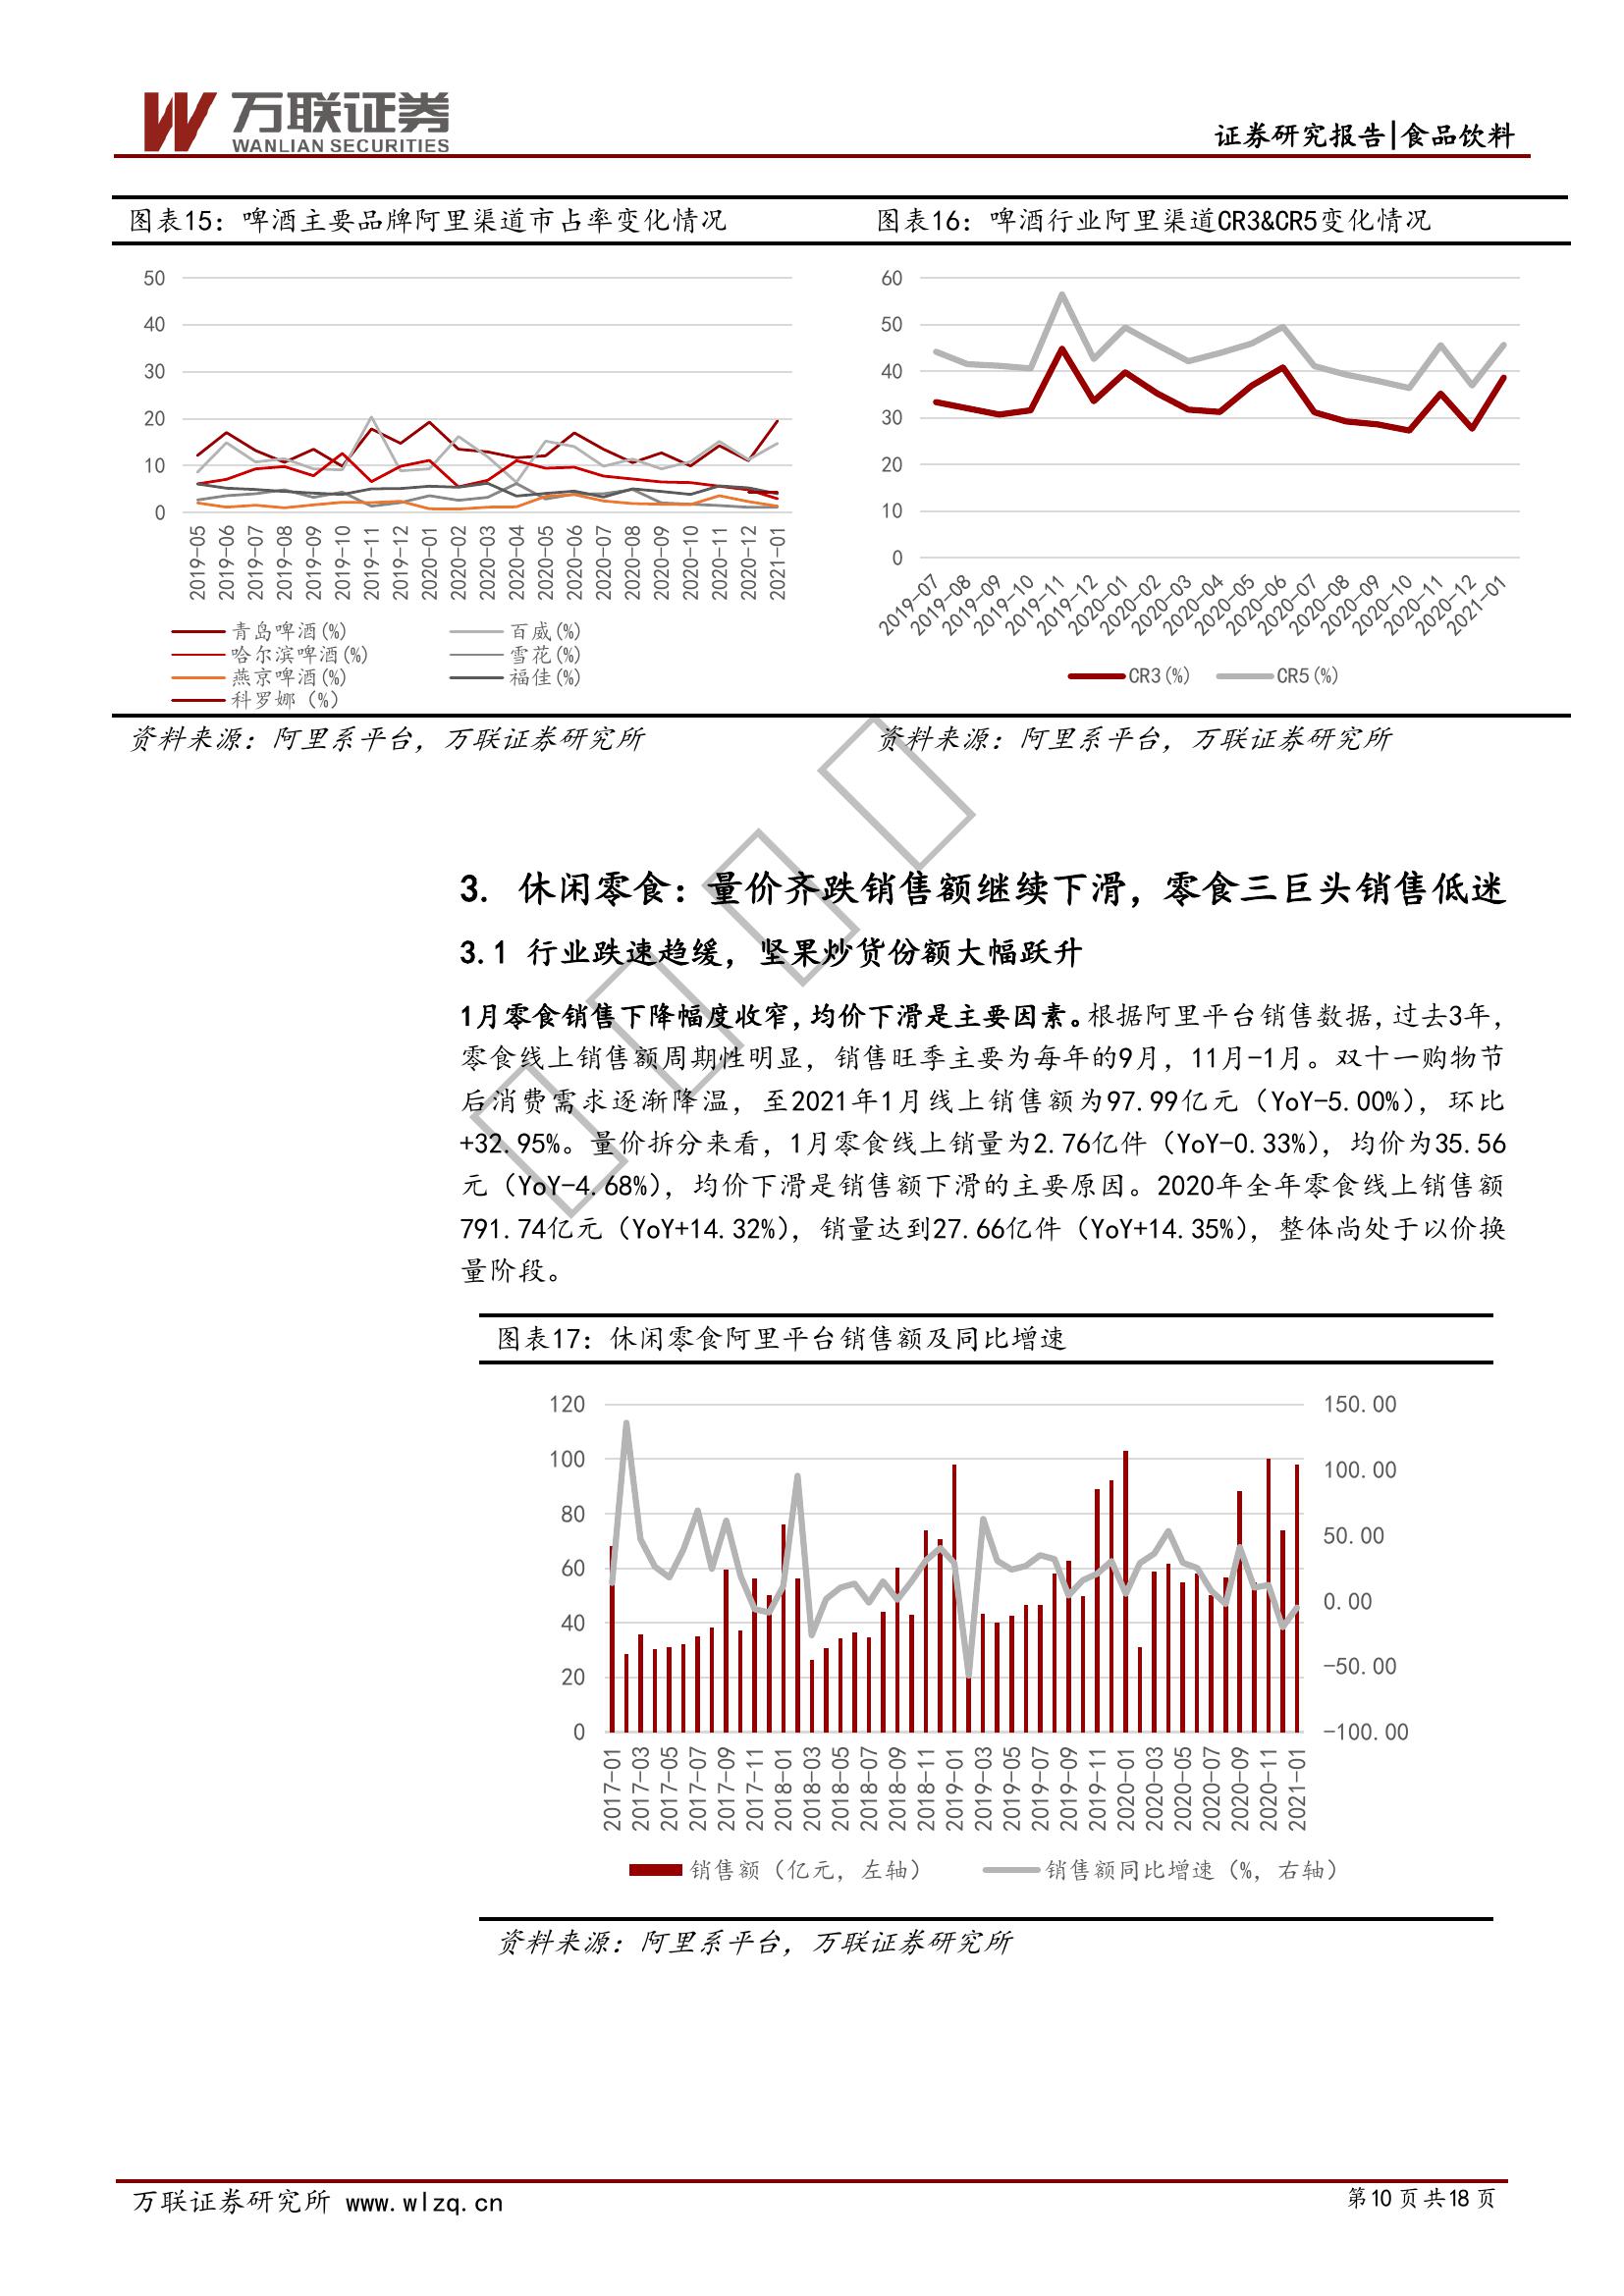 万联证券
WANLIAN SECURITIES
证券研究报告|食品饮料
图表15：啤酒主要品牌阿里渠道市占率变化情况
50
40
30
20
10
0
2019-05 2019-06 2019-07 2019-08 2019-09 2019-10 2019-11 2019-12 2020-01 2020-02 2020-03 2020-04 2020-05 2020-06 2020-07 2020-08 2020-09 2020-10 2020-11 2020-12 2021-01
青岛啤酒(%) 百威(%)
哈尔滨啤酒(%) 雪花(%)
燕京啤酒(%) 福佳(%)
科罗娜（%）
资料来源：阿里系平台，万联证券研究所
图表16：啤酒行业阿里渠道CR3&CR5变化情况
60
50
40
30
20
10
0
2019-07 2019-08 2019-09 2019-10 2019-11 2019-12 2020-01 2020-02 2020-03 2020-04 2020-05 2020-06 2020-07 2020-08 2020-09 2020-10 2020-11 2020-12 2021-01
CR3(%) CR5(%)
资料来源：阿里系平台，万联证券研究所
3. 休闲零食：量价齐跌销售额继续下滑，零食三巨头销售低迷
3.1 行业跌速趋缓，坚果炒货份额大幅跃升
1月零食销售下降幅度收窄，均价下滑是主要因素。根据阿里平台销售数据，过去3年，
零食线上销售额周期性明显，销售旺季主要为每年的9月，11月-1月。双十一购物节
后消费需求逐渐降温，至2021年1月线上销售额为97.99亿元（YoY-5.00%），环比
+32.95%。量价拆分来看，1月零食线上销量为2.76亿件（YoY-0.33%），均价为35.56
元（YoY-4.68%），均价下滑是销售额下滑的主要原因。2020年全年零食线上销售额
791.74亿元（YoY+14.32%），销量达到27.66亿件（YoY+14.35%），整体尚处于以价换
量阶段。
图表17：休闲零食阿里平台销售额及同比增速
120 150.00
100 100.00
80 50.00
60 0.00
40 -50.00
20 -100.00
0
2017-01 2017-03 2017-05 2017-07 2017-09 2017-11 2018-01 2018-03 2018-05 2018-07 2018-09 2018-11 2019-01 2019-03 2019-05 2019-07 2019-09 2019-11 2020-01 2020-03 2020-05 2020-07 2020-09 2020-11 2021-01
销售额（亿元，左轴） 销售额同比增速（%，右轴）
资料来源：阿里系平台，万联证券研究所
万联证券研究所 www.wlzq.cn
第10页共18页